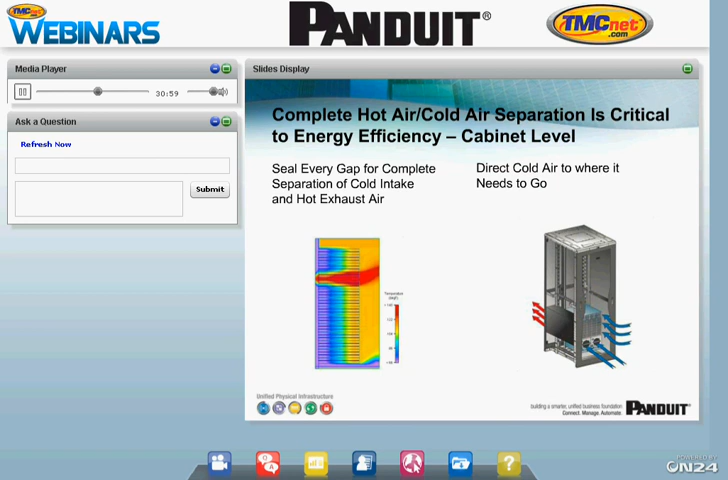 TMCnet
WEBINARS
PANDUIT®
TMCnet
.com
Media Player
30:59
Ask a Question
Refresh Now
Submit
Slides Display
Complete Hot Air/Cold Air Separation Is Critical
to Energy Efficiency – Cabinet Level
Seal Every Gap for Complete
Separation of Cold Intake
and Hot Exhaust Air
Direct Cold Air to where it
Needs to Go
Temperature
Unified Physical Infrastructure
building a smarter, unified business foundation
Connect. Manage. Automate.
PANDUIT
Q
A
?
POWERED BY
ON24